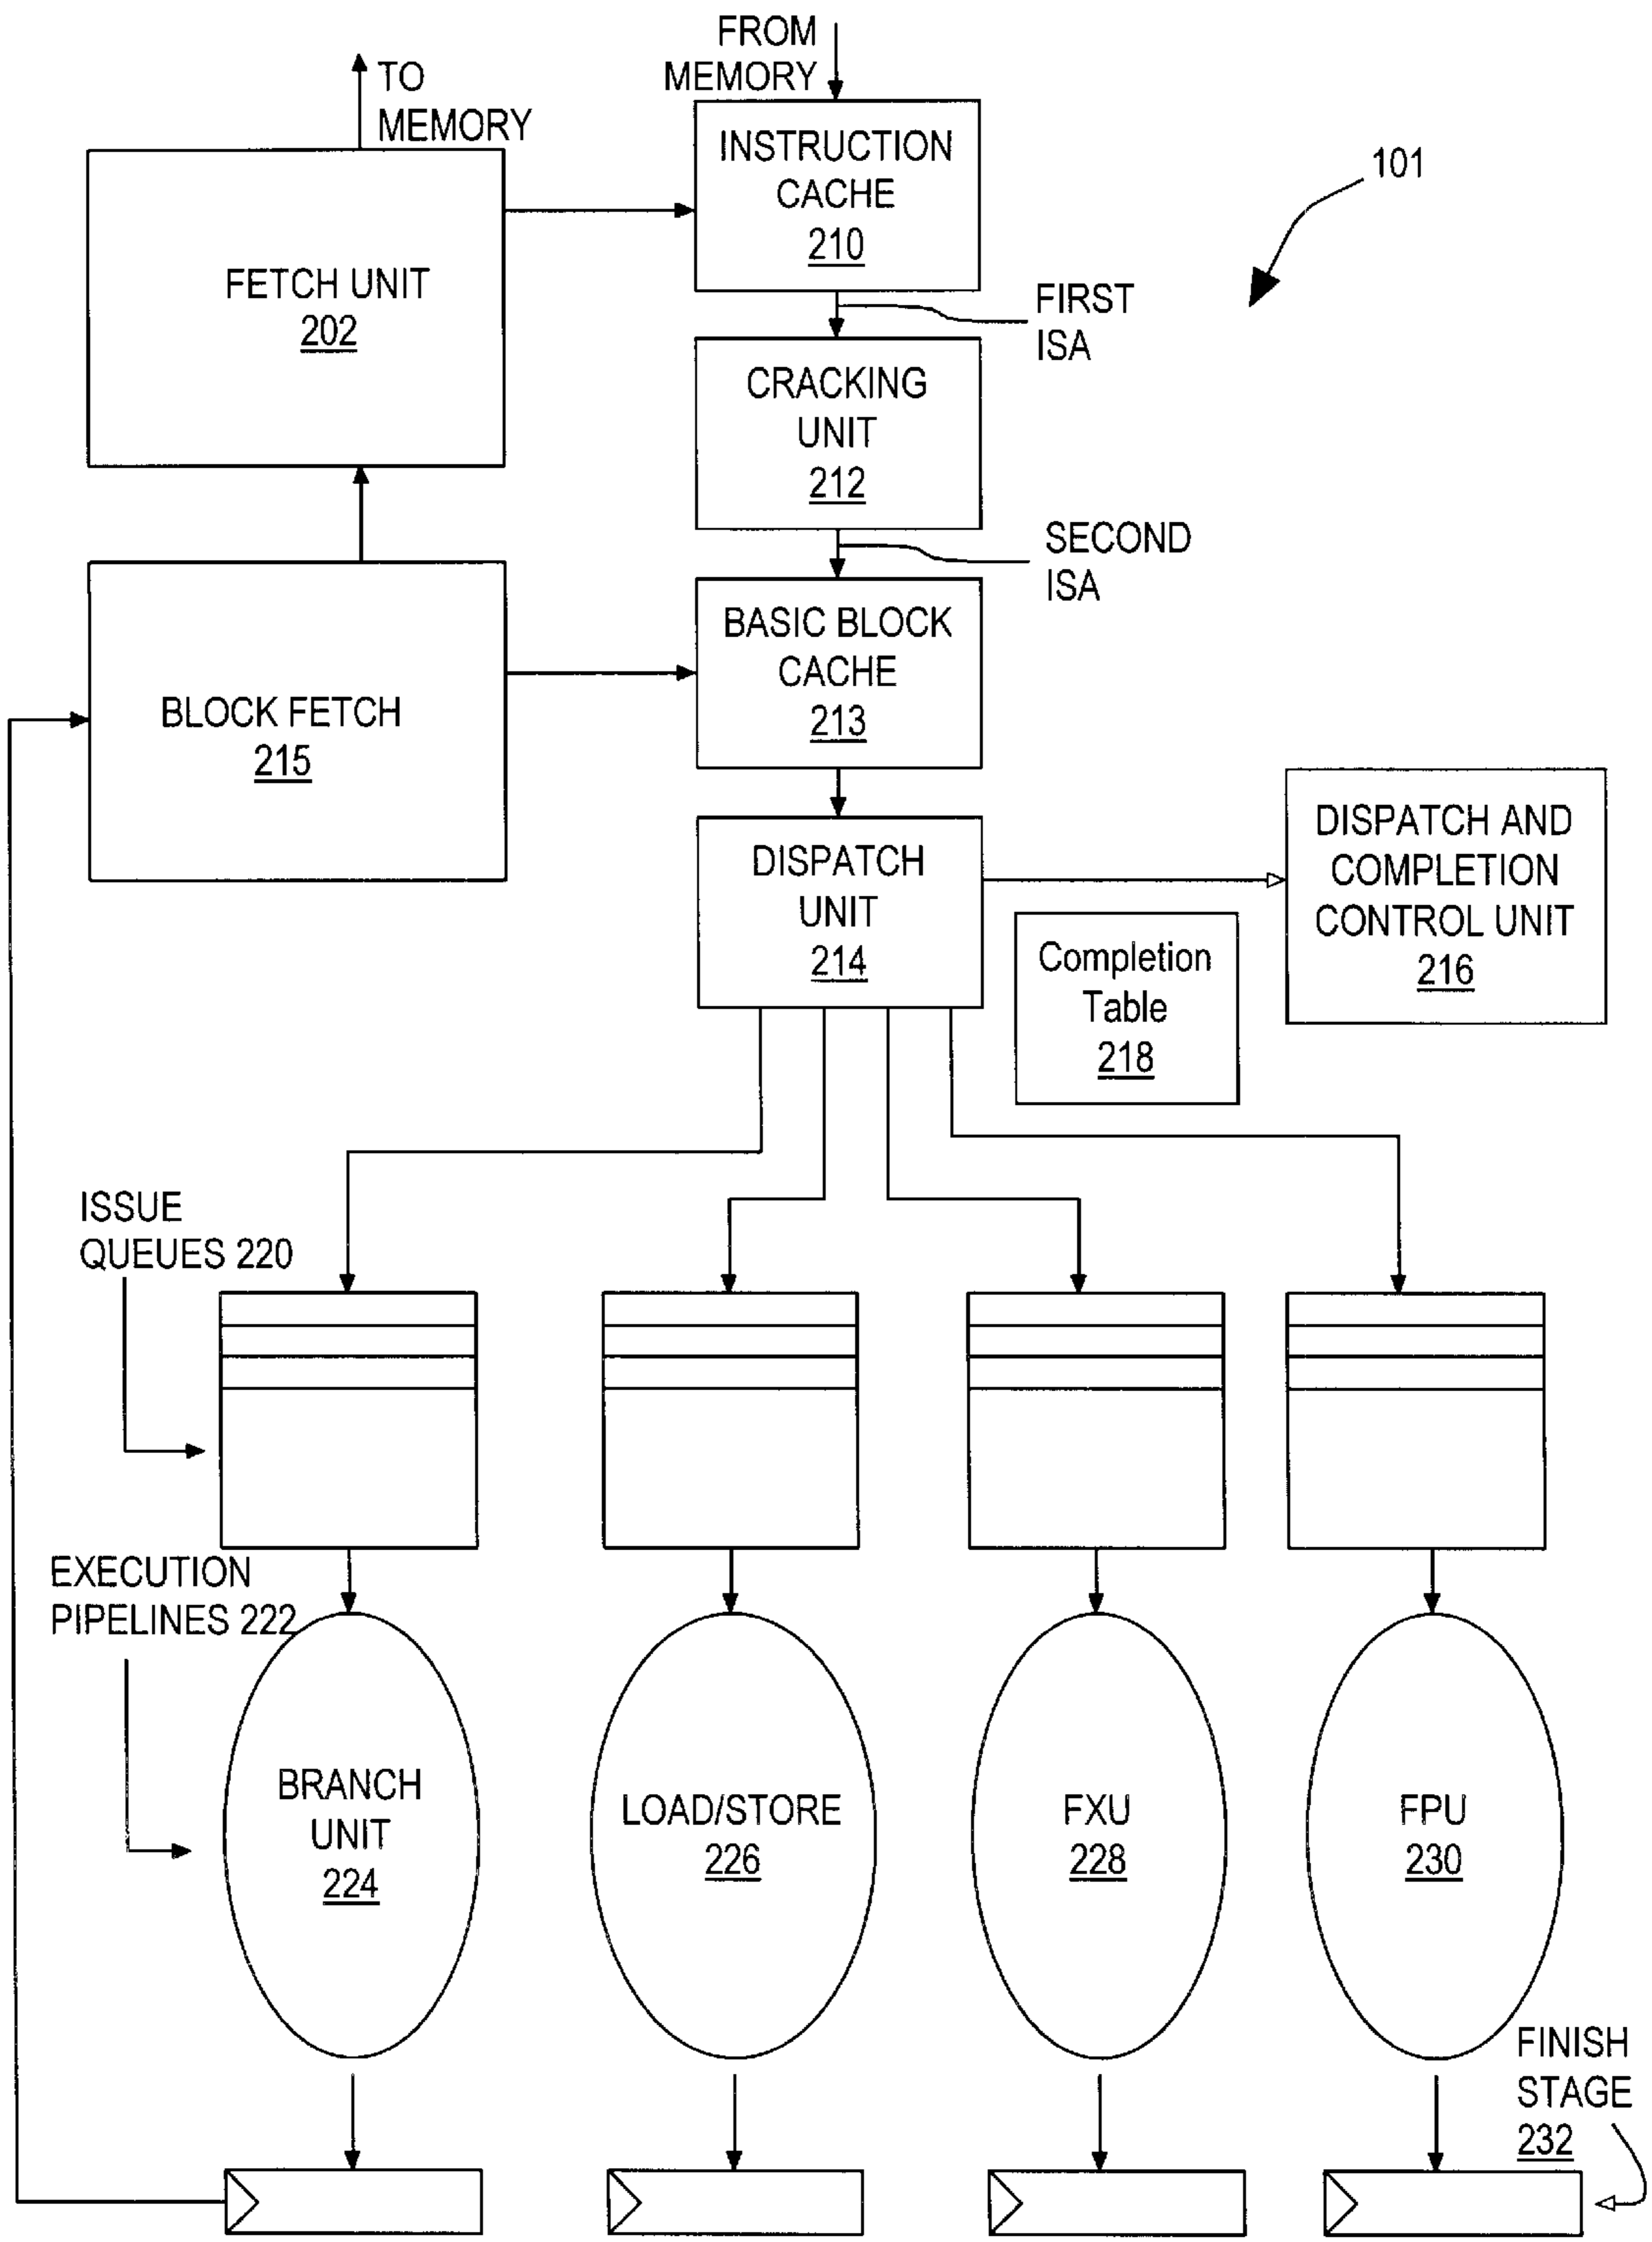 FROM
MEMORY
TO
MEMORY
INSTRUCTION
CACHE
210
101
FETCH UNIT
202
FIRST
ISA
CRACKING
UNIT
212
SECOND
ISA
BASIC BLOCK
CACHE
213
BLOCK FETCH
215
DISPATCH
UNIT
214
DISPATCH AND
COMPLETION
CONTROL UNIT
216
Completion
Table
218
ISSUE
QUEUES 220
EXECUTION
PIPELINES 222
BRANCH
UNIT
224
LOAD/STORE
226
FXU
228
FPU
230
FINISH
STAGE
232